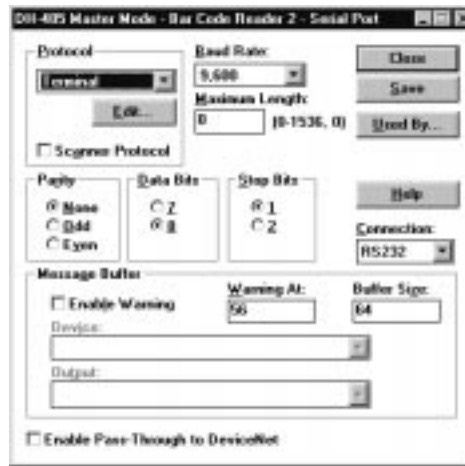 DH-485 Master Mode - Bar Code Reader 2 - Serial Port
Protocol
Terminal
Edit...
Scanner Protocol
Baud Rate:
9,600
Maximum Length:
0 (0-1536, 0)
Close
Save
Used By...
Parity
None
Odd
Even
Data Bits
7
8
Stop Bits
1
2
Help
Connection:
RS232
Message Buffer
Enable Warning
Warning At:
56
Buffer Size:
64
Device:
Output:
Enable Pass-Through to DeviceNet